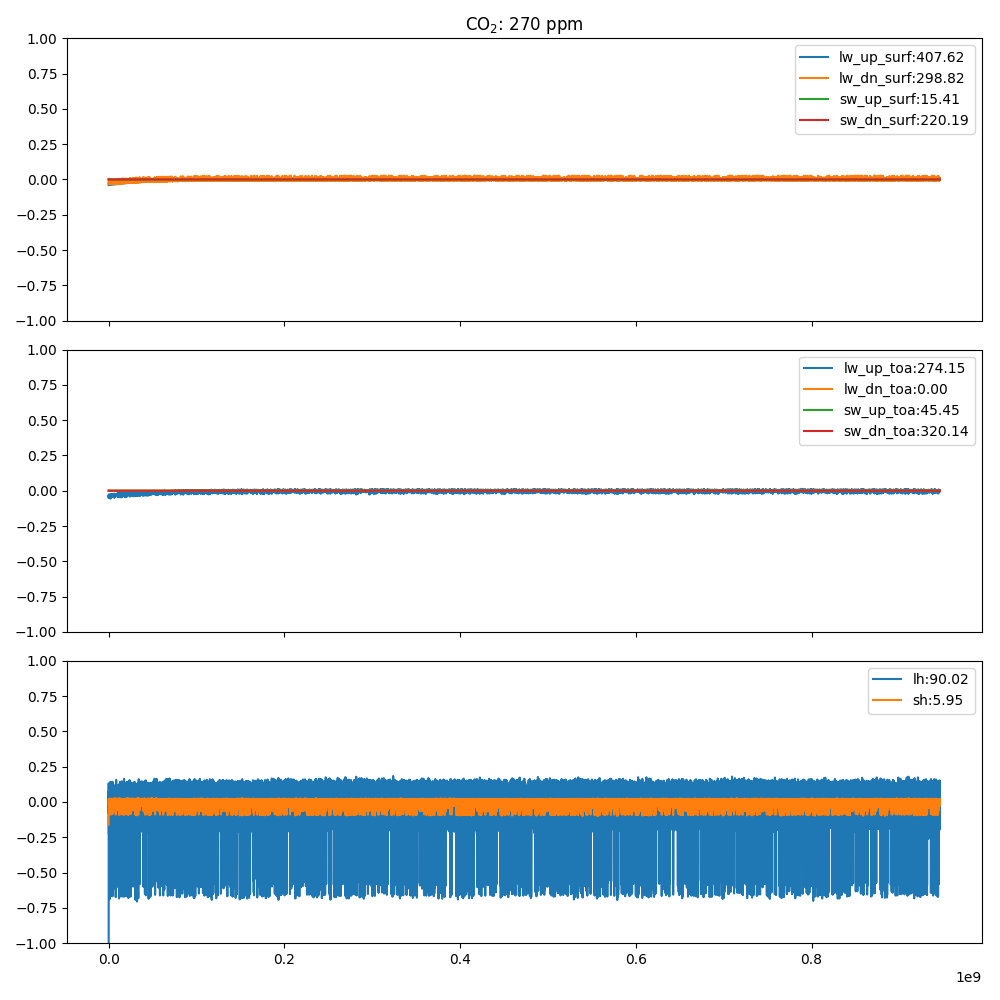 CO₂: 270 ppm
1.00
0.75
0.50
0.25
0.00
−0.25
−0.50
−0.75
−1.00
lw_up_surf:407.62
lw_dn_surf:298.82
sw_up_surf:15.41
sw_dn_surf:220.19
1.00
0.75
0.50
0.25
0.00
−0.25
−0.50
−0.75
−1.00
lw_up_toa:274.15
lw_dn_toa:0.00
sw_up_toa:45.45
sw_dn_toa:320.14
1.00
0.75
0.50
0.25
0.00
−0.25
−0.50
−0.75
−1.00
lh:90.02
sh:5.95
0.0 0.2 0.4 0.6 0.8
1e9